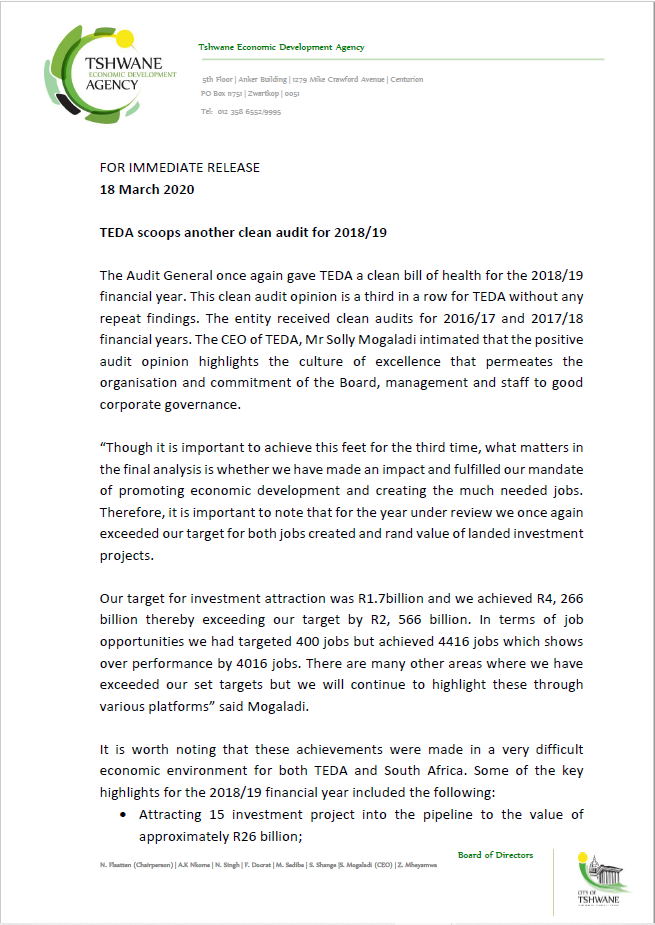 TSHWANE
ECONOMIC DEVELOPMENT
AGENCY
Tshwane Economic Development Agency
5th Floor | Anker Building | 1279 Mike Crawford Avenue | Centurion
PO Box 11751 | Zwartkop | 0051
Tel: 012 358 6552/9995
FOR IMMEDIATE RELEASE
18 March 2020
TEDA scoops another clean audit for 2018/19
The Audit General once again gave TEDA a clean bill of health for the 2018/19
financial year. This clean audit opinion is a third in a row for TEDA without any
repeat findings. The entity received clean audits for 2016/17 and 2017/18
financial years. The CEO of TEDA, Mr Solly Mogaladi intimated that the positive
audit opinion highlights the culture of excellence that permeates the
organisation and commitment of the Board, management and staff to good
corporate governance.
“Though it is important to achieve this feet for the third time, what matters in
the final analysis is whether we have made an impact and fulfilled our mandate
of promoting economic development and creating the much needed jobs.
Therefore, it is important to note that for the year under review we once again
exceeded our target for both jobs created and rand value of landed investment
projects.
Our target for investment attraction was R1.7billion and we achieved R4, 266
billion thereby exceeding our target by R2, 566 billion. In terms of job
opportunities we had targeted 400 jobs but achieved 4416 jobs which shows
over performance by 4016 jobs. There are many other areas where we have
exceeded our set targets but we will continue to highlight these through
various platforms” said Mogaladi.
It is worth noting that these achievements were made in a very difficult
economic environment for both TEDA and South Africa. Some of the key
highlights for the 2018/19 financial year included the following:
• Attracting 15 investment project into the pipeline to the value of
approximately R26 billion;
Board of Directors
N. Flaatten (Chairperson) | A.K Nkome | N. Singh | F. Docrat | M. Sediba | S. Shange |S. Mogaladi (CEO) | Z. Mheyamwa
CITY OF
TSHWANE